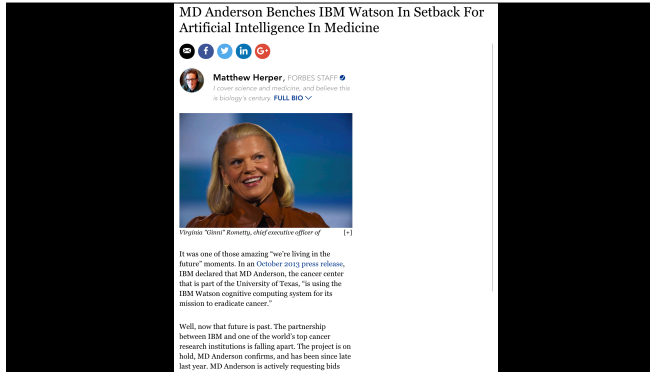 MD Anderson Benches IBM Watson In Setback For
Artificial Intelligence In Medicine
f
in
G+
Matthew Herper, FORBES STAFF
I cover science and medicine, and believe this
is biology's century. FULL BIO
Virginia "Ginni" Rometty, chief executive officer of [+]
It was one of those amazing “we're living in the
future” moments. In an October 2013 press release,
IBM declared that MD Anderson, the cancer center
that is part of the University of Texas, “is using the
IBM Watson cognitive computing system for its
mission to eradicate cancer.”
Well, now that future is past. The partnership
between IBM and one of the world's top cancer
research institutions is falling apart. The project is on
hold, MD Anderson confirms, and has been since late
last year. MD Anderson is actively requesting bids